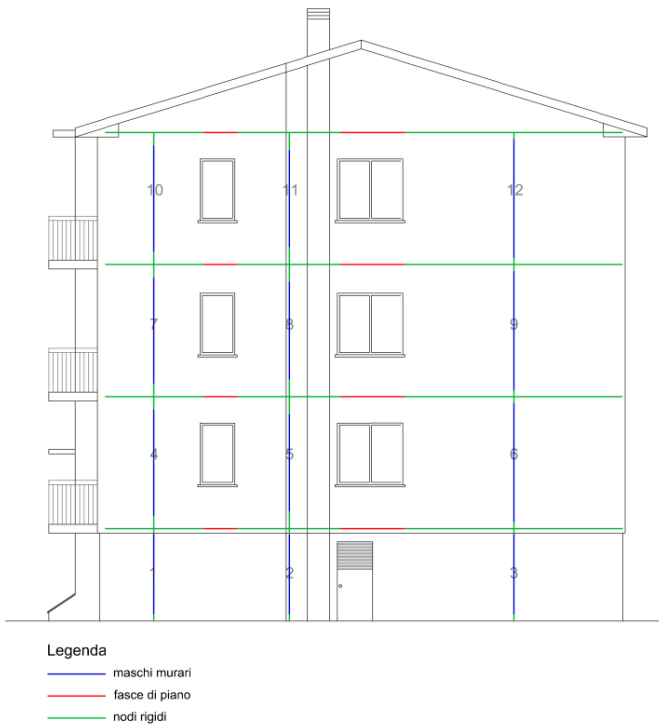 10 11 12
7 8 9
4 5 6
1 2 3
Legenda
maschi murari
fasce di piano
nodi rigidi